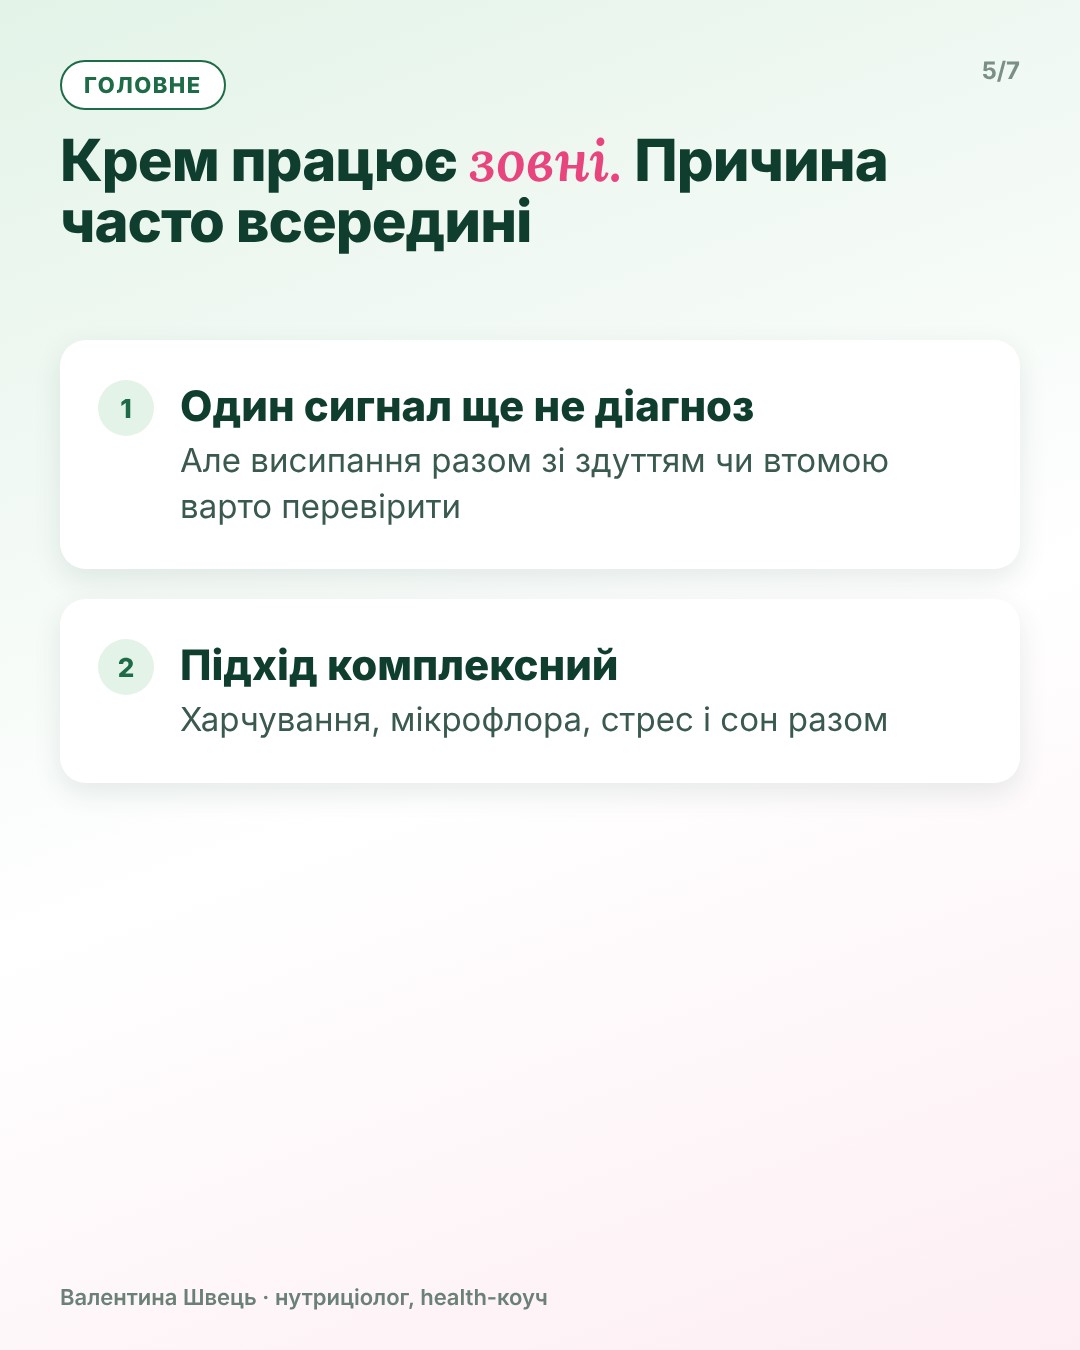 ГОЛОВНЕ
5/7
Крем працює зовні. Причина
часто всередині
1
Один сигнал ще не діагноз
Але висипання разом зі здуттям чи втомою
варто перевірити
2
Підхід комплексний
Харчування, мікрофлора, стрес і сон разом
Валентина Швець · нутриціолог, health-коуч